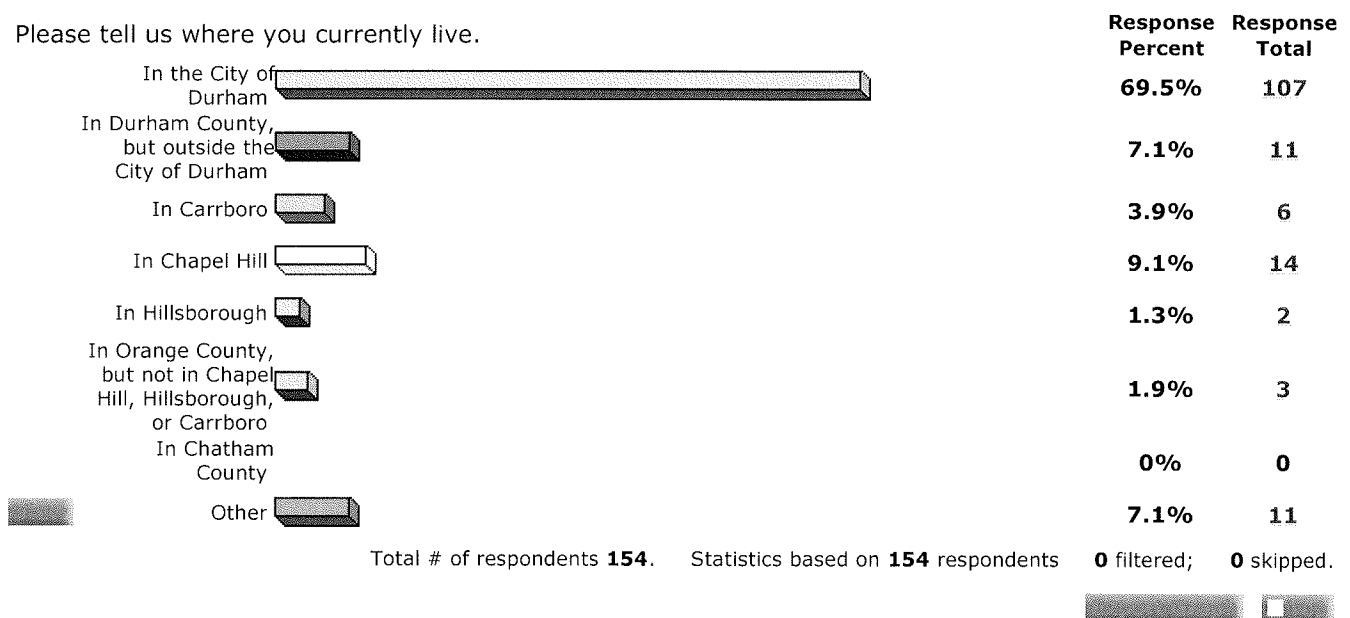 Please tell us where you currently live.
Response Percent
Response Total
In the City of
Durham
69.5% 107
In Durham County,
but outside the
City of Durham
7.1% 11
In Carrboro 3.9% 6
In Chapel Hill 9.1% 14
In Hillsborough 1.3% 2
In Orange County,
but not in Chapel
Hill, Hillsborough,
or Carrboro
1.9% 3
In Chatham
County
0% 0
Other 7.1% 11
Total # of respondents 154. Statistics based on 154 respondents 0 filtered; 0 skipped.